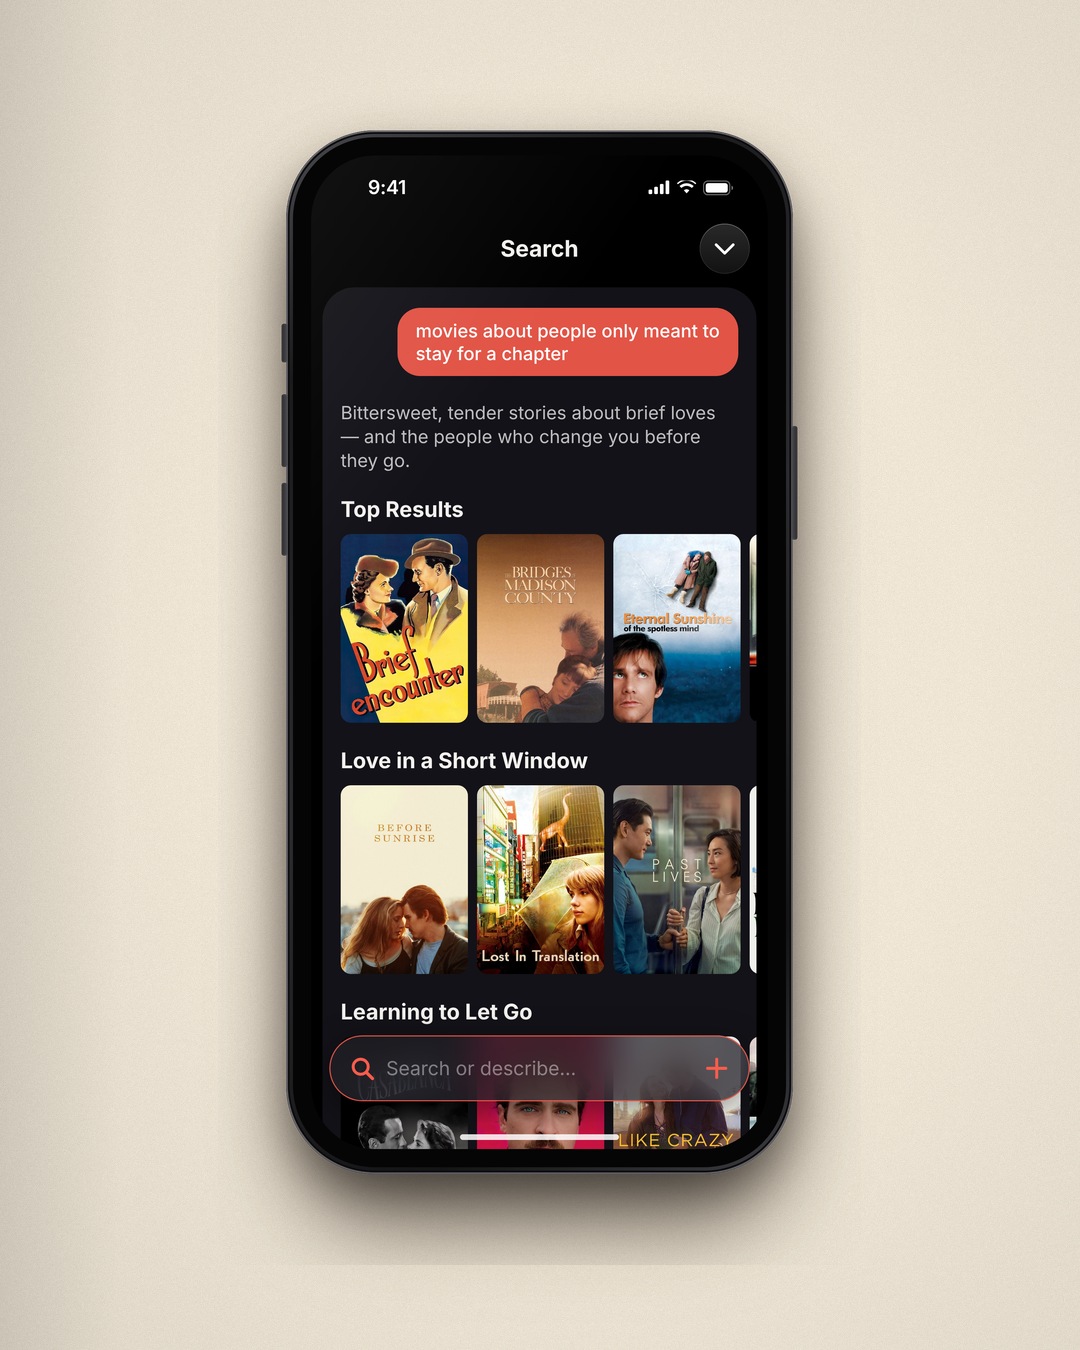 9:41
Search
movies about people only meant to
stay for a chapter
Bittersweet, tender stories about brief loves
— and the people who change you before
they go.
Top Results
Brief
encounter
BRIDGES
MADISON
COUNTY
Eternal Sunshine
of the spotless mind
Love in a Short Window
BEFORE
SUNRISE
Lost In Translation
PAST
LIVES
Learning to Let Go
Search or describe...
CASABLANCA
LIKE CRAZY